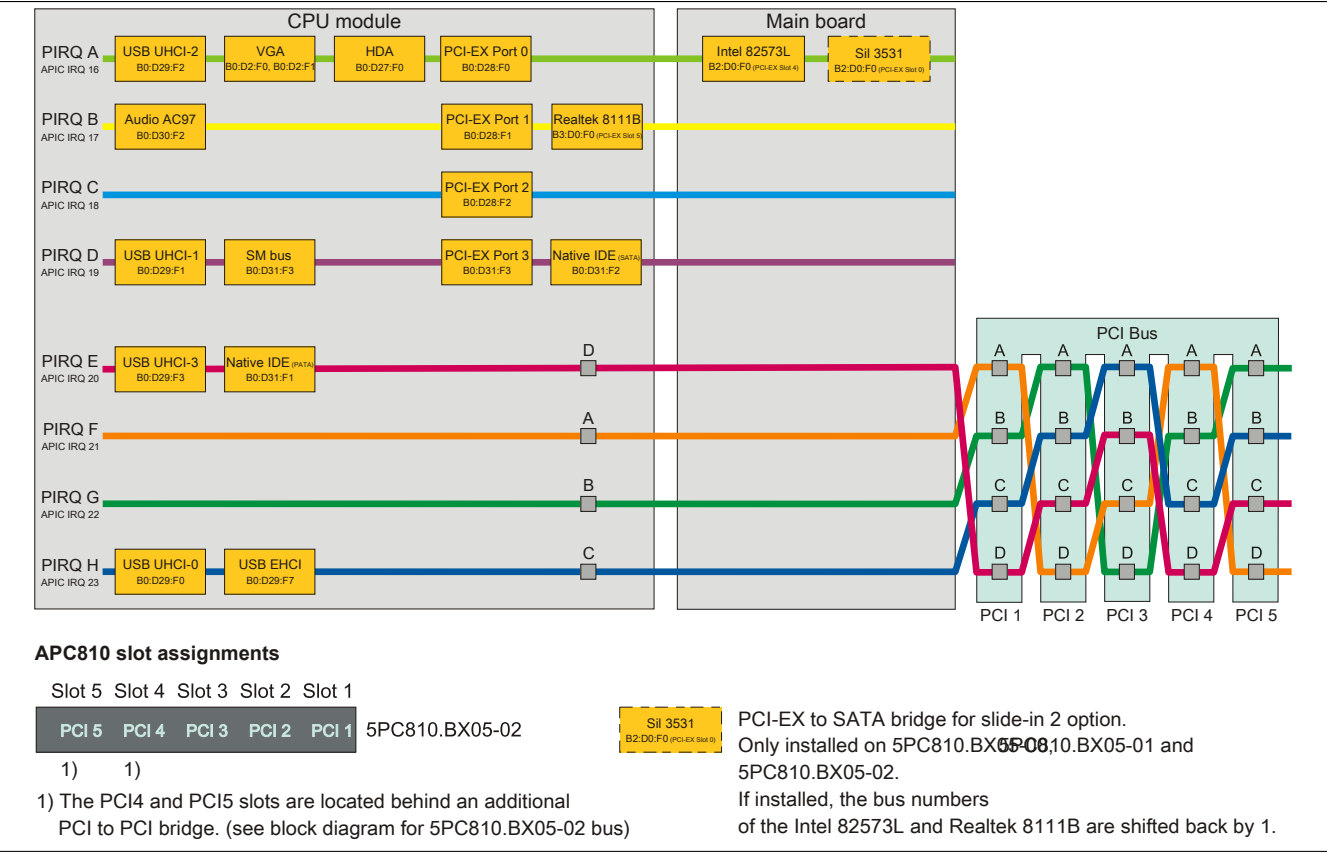 CPU module
Main board
PIRQ A
APIC IRQ 16
USB UHCI-2
B0:D29:F2
VGA
B0:D2:F0, B0:D2:F1
HDA
B0:D27:F0
PCI-EX Port 0
B0:D28:F0
Intel 82573L
B2:D0:F0 (PCI-EX Slot 4)
Sil 3531
B2:D0:F0 (PCI-EX Slot 0)
PIRQ B
APIC IRQ 17
Audio AC97
B0:D30:F2
PCI-EX Port 1
B0:D28:F1
Realtek 8111B
B3:D0:F0 (PCI-EX Slot 5)
PIRQ C
APIC IRQ 18
PCI-EX Port 2
B0:D28:F2
PIRQ D
APIC IRQ 19
USB UHCI-1
B0:D29:F1
SM bus
B0:D31:F3
PCI-EX Port 3
B0:D31:F3
Native IDE (SATA)
B0:D31:F2
PCI Bus
PIRQ E
APIC IRQ 20
USB UHCI-3
B0:D29:F3
Native IDE (PATA)
B0:D31:F1
D
A A A A A
PIRQ F
APIC IRQ 21
A
B B B B B
PIRQ G
APIC IRQ 22
B
C C C C C
PIRQ H
APIC IRQ 23
USB UHCI-0
B0:D29:F0
USB EHCI
B0:D29:F7
C
D D D D D
PCI 1 PCI 2 PCI 3 PCI 4 PCI 5
APC810 slot assignments
Slot 5 Slot 4 Slot 3 Slot 2 Slot 1
PCI 5 PCI 4 PCI 3 PCI 2 PCI 1 5PC810.BX05-02
1) 1)
1) The PCI4 and PCI5 slots are located behind an additional
PCI to PCI bridge. (see block diagram for 5PC810.BX05-02 bus)
Sil 3531
B2:D0:F0 (PCI-EX Slot 0)
PCI-EX to SATA bridge for slide-in 2 option.
Only installed on 5PC810.BX05-00, 5PC810.BX05-01 and
5PC810.BX05-02.
If installed, the bus numbers
of the Intel 82573L and Realtek 8111B are shifted back by 1.